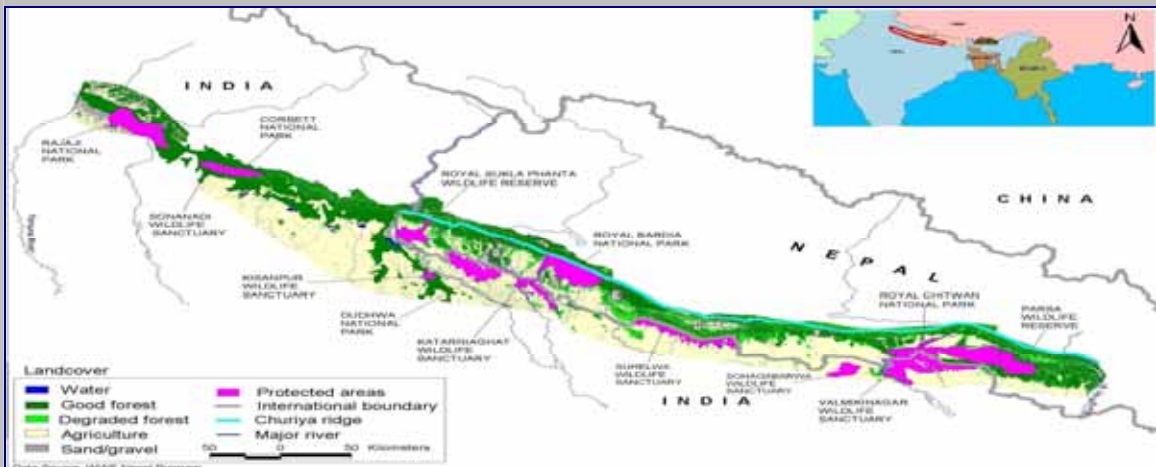 N
INDIA
CORBETT
NATIONAL
PARK
RAJAJI
NATIONAL
PARK
ROYAL SUKLA PHANTA
WILDLIFE RESERVE
CHINA
SONANADI
WILDLIFE
SANCTUARY
ROYAL BARDIA
NATIONAL PARK
NEPAL
KISANPUR
WILDLIFE
SANCTUARY
ROYAL CHITWAN
NATIONAL PARK
PARSA
WILDLIFE
RESERVE
DUDHWA
NATIONAL
PARK
KATARNIAGHAT
WILDLIFE
SANCTUARY
SUHELWA
WILDLIFE
SANCTUARY
SOHAGNIBARWA
WILDLIFE
SANCTUARY
INDIA
VALMIKINAGAR
WILDLIFE
SANCTUARY
Landcover
Water
Good forest
Degraded forest
Agriculture
Sand/gravel
Protected areas
International boundary
Churiya ridge
Major river
50 0 50 Kilometers